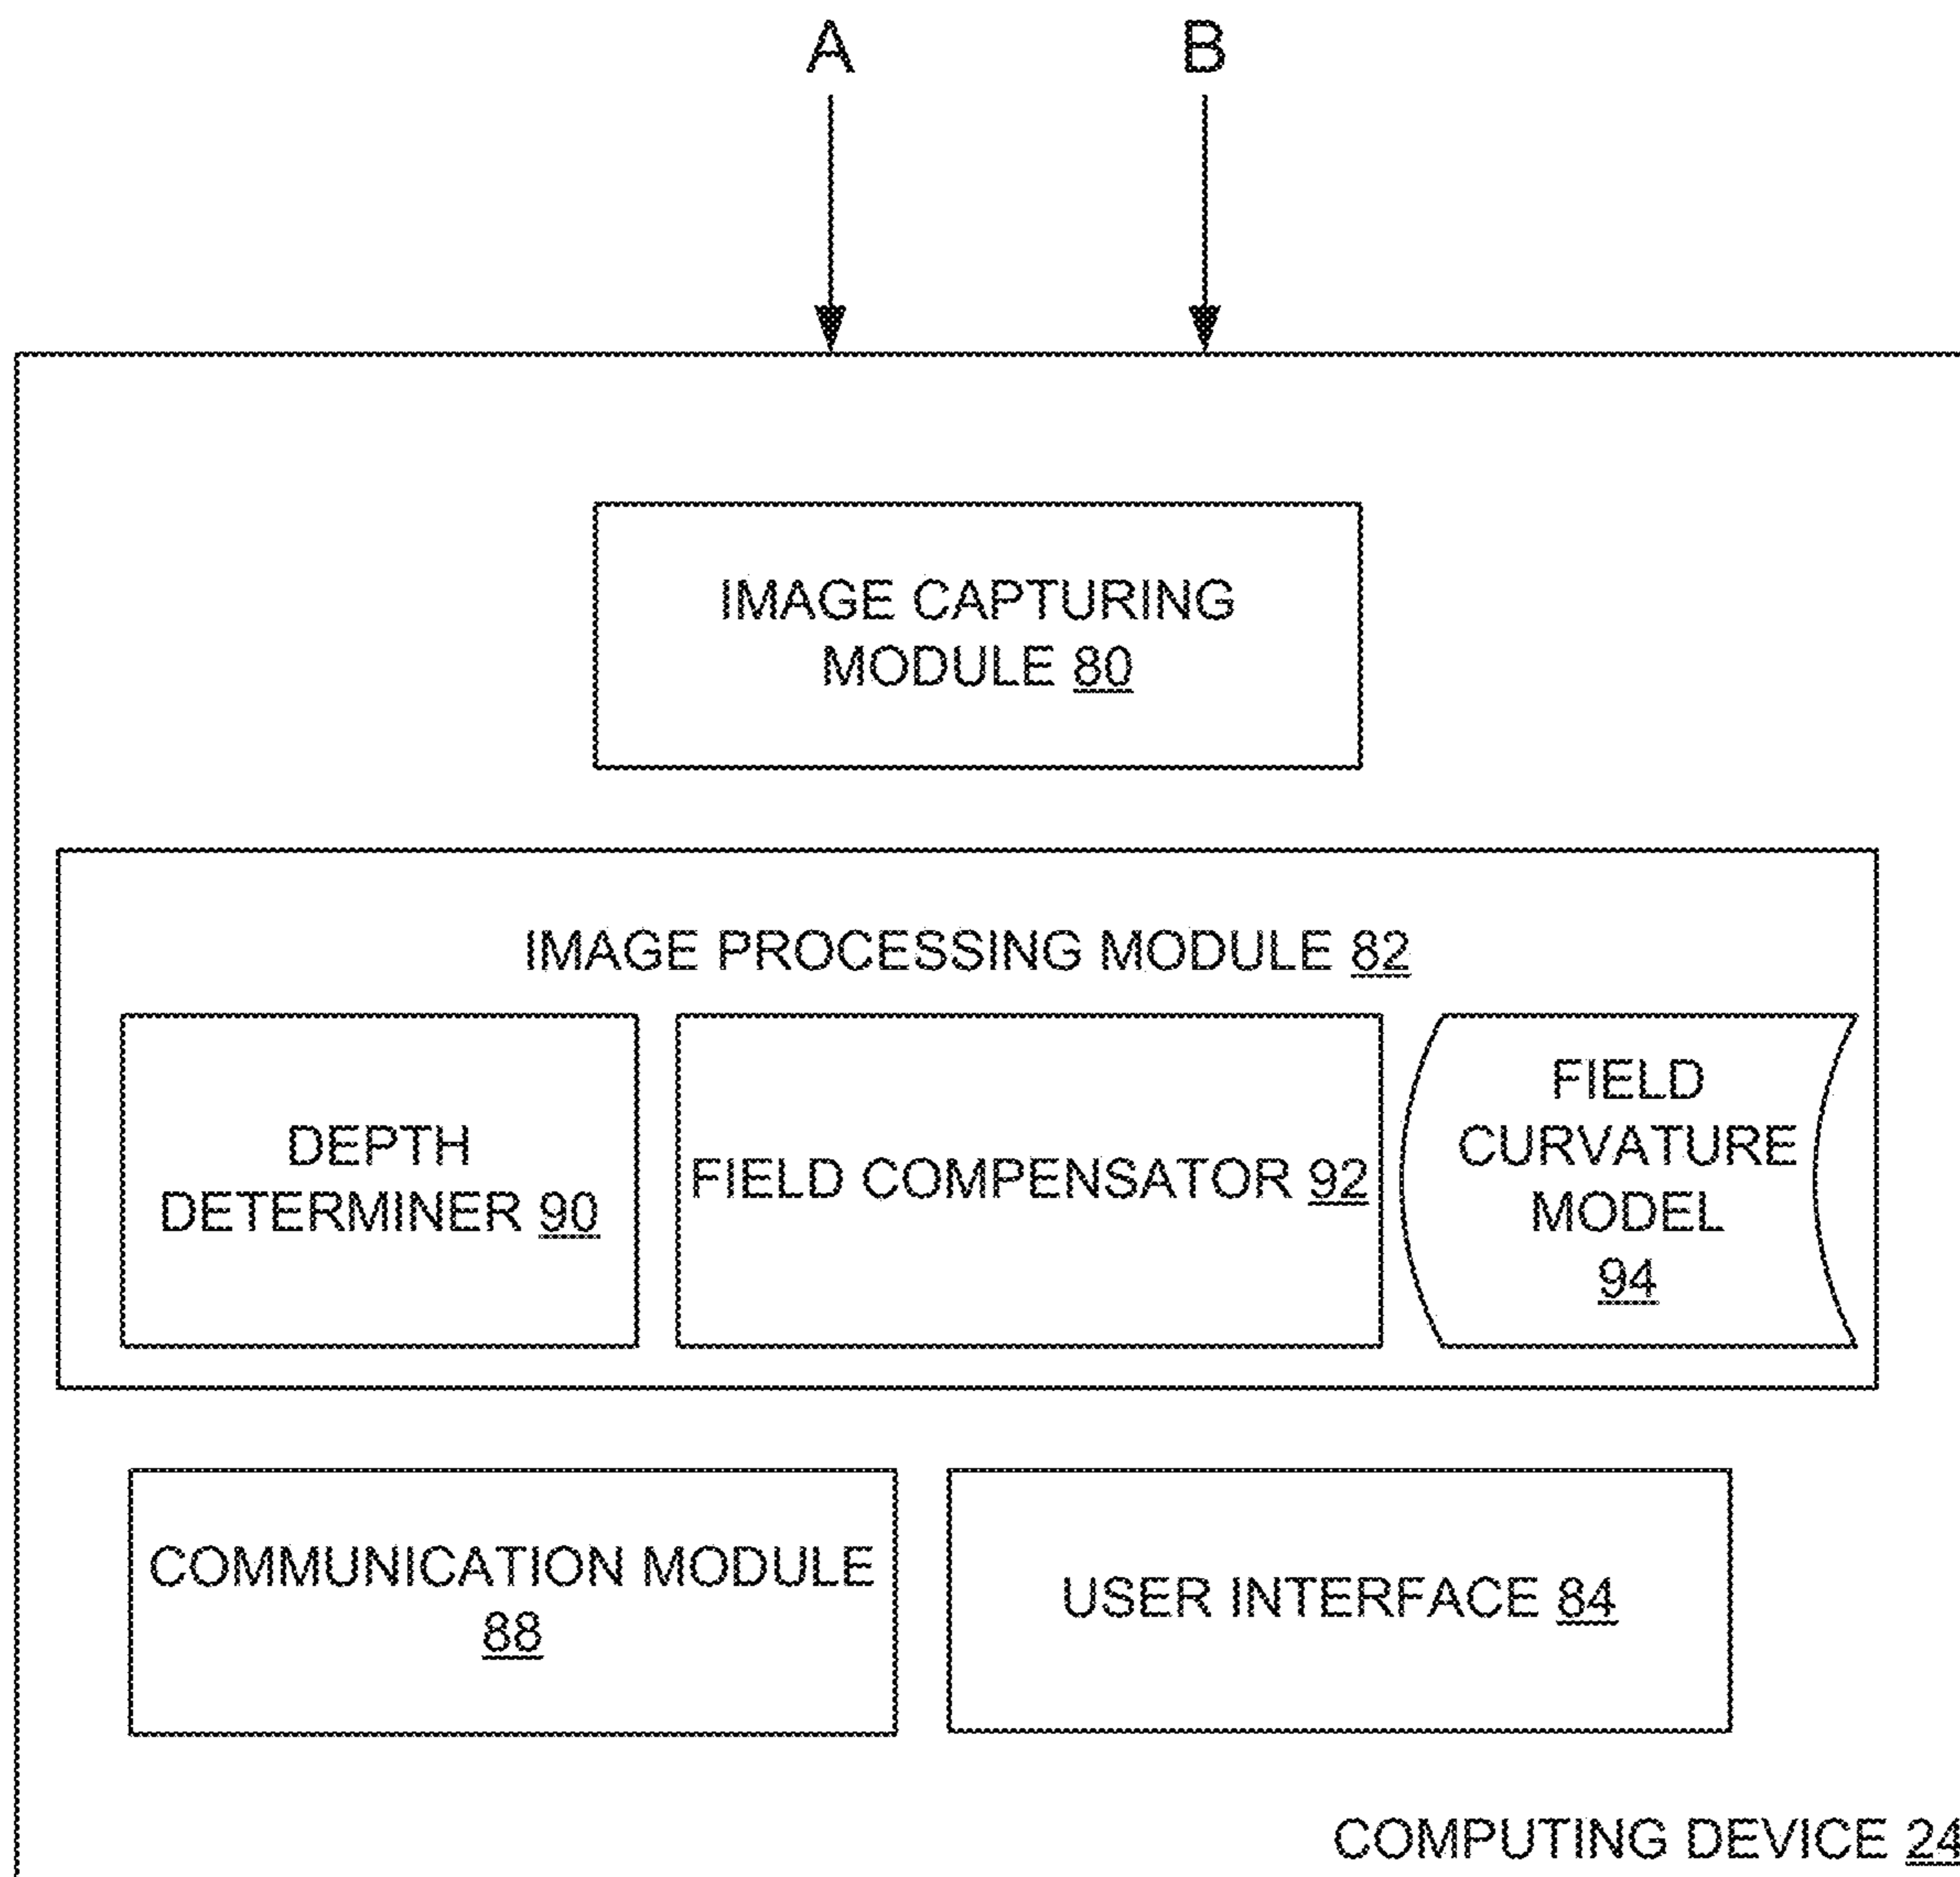 A
B
IMAGE CAPTURING
MODULE 80
IMAGE PROCESSING MODULE 82
DEPTH
DETERMINER 90
FIELD COMPENSATOR 92
FIELD
CURVATURE
MODEL
94
COMMUNICATION MODULE
88
USER INTERFACE 84
COMPUTING DEVICE 24